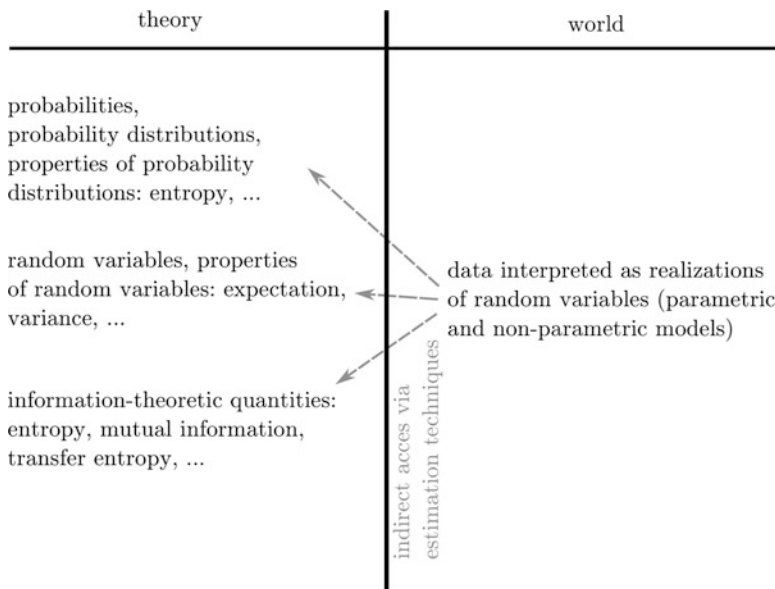 theory
world
probabilities,
probability distributions,
properties of probability
distributions: entropy, ...
random variables, properties
of random variables: expectation,
variance, ...
information-theoretic quantities:
entropy, mutual information,
transfer entropy, ...
data interpreted as realizations
of random variables (parametric
and non-parametric models)
indirect acces via
estimation techniques